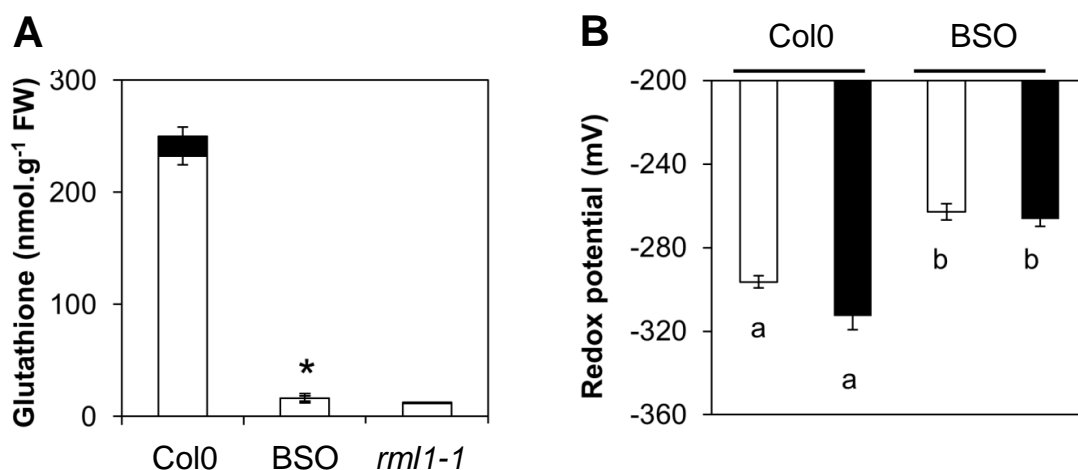 A
Glutathione (nmol.g-1 FW)
300
200
100
0
*
Col0 BSO rml1-1
B
Col0 BSO
Redox potential (mV)
-200
-240
-280
-320
-360
a
a
b
b